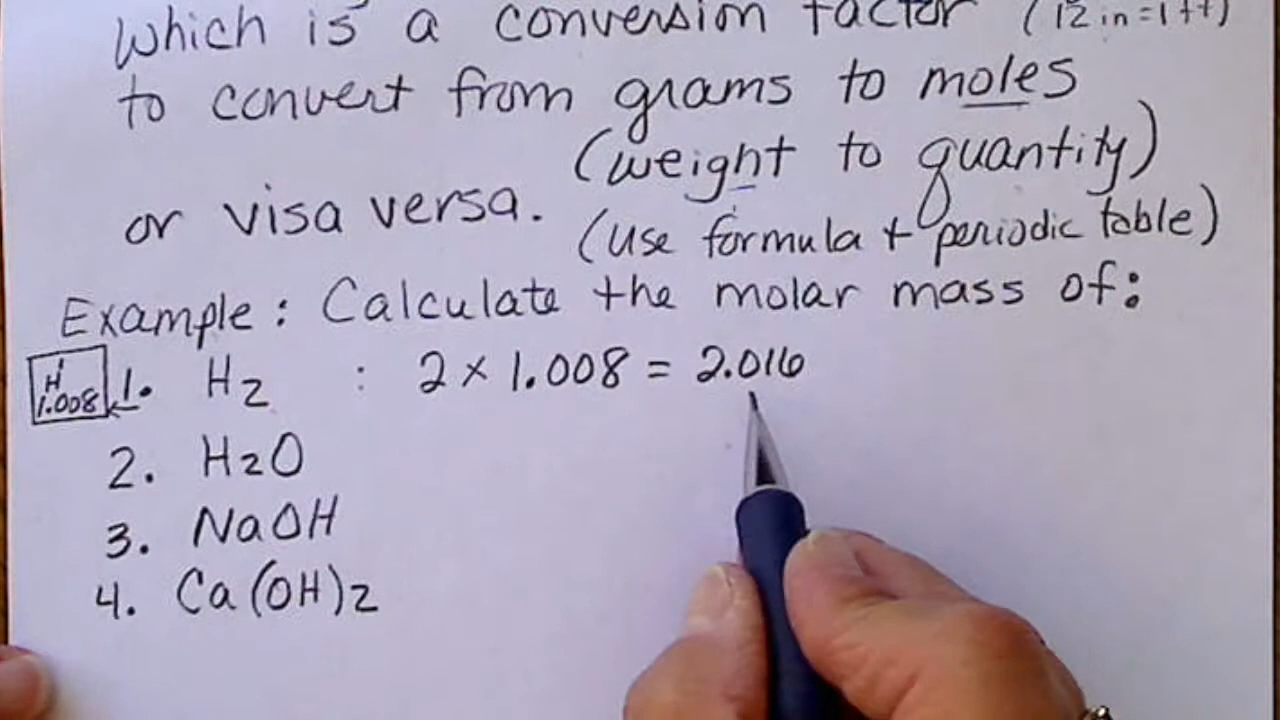 which is a conversion factor (12 in = 1 ft)
to convert from grams to moles
(weight to quantity)
or visa versa.
(use formula + periodic table)
Example: Calculate the molar mass of:
H
1.008
1. H2 : 2 × 1.008 = 2.016
2. H2O
3. NaOH
4. Ca(OH)2